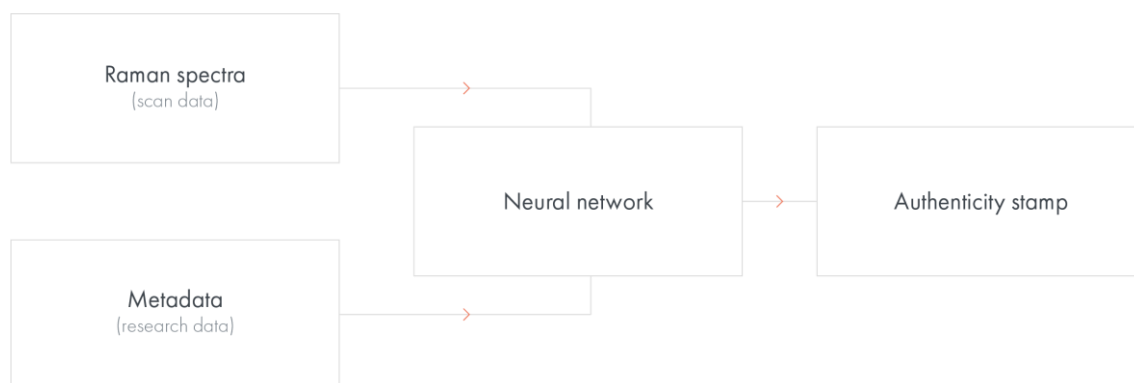 Raman spectra
(scan data)
Neural network
Authenticity stamp
Metadata
(research data)